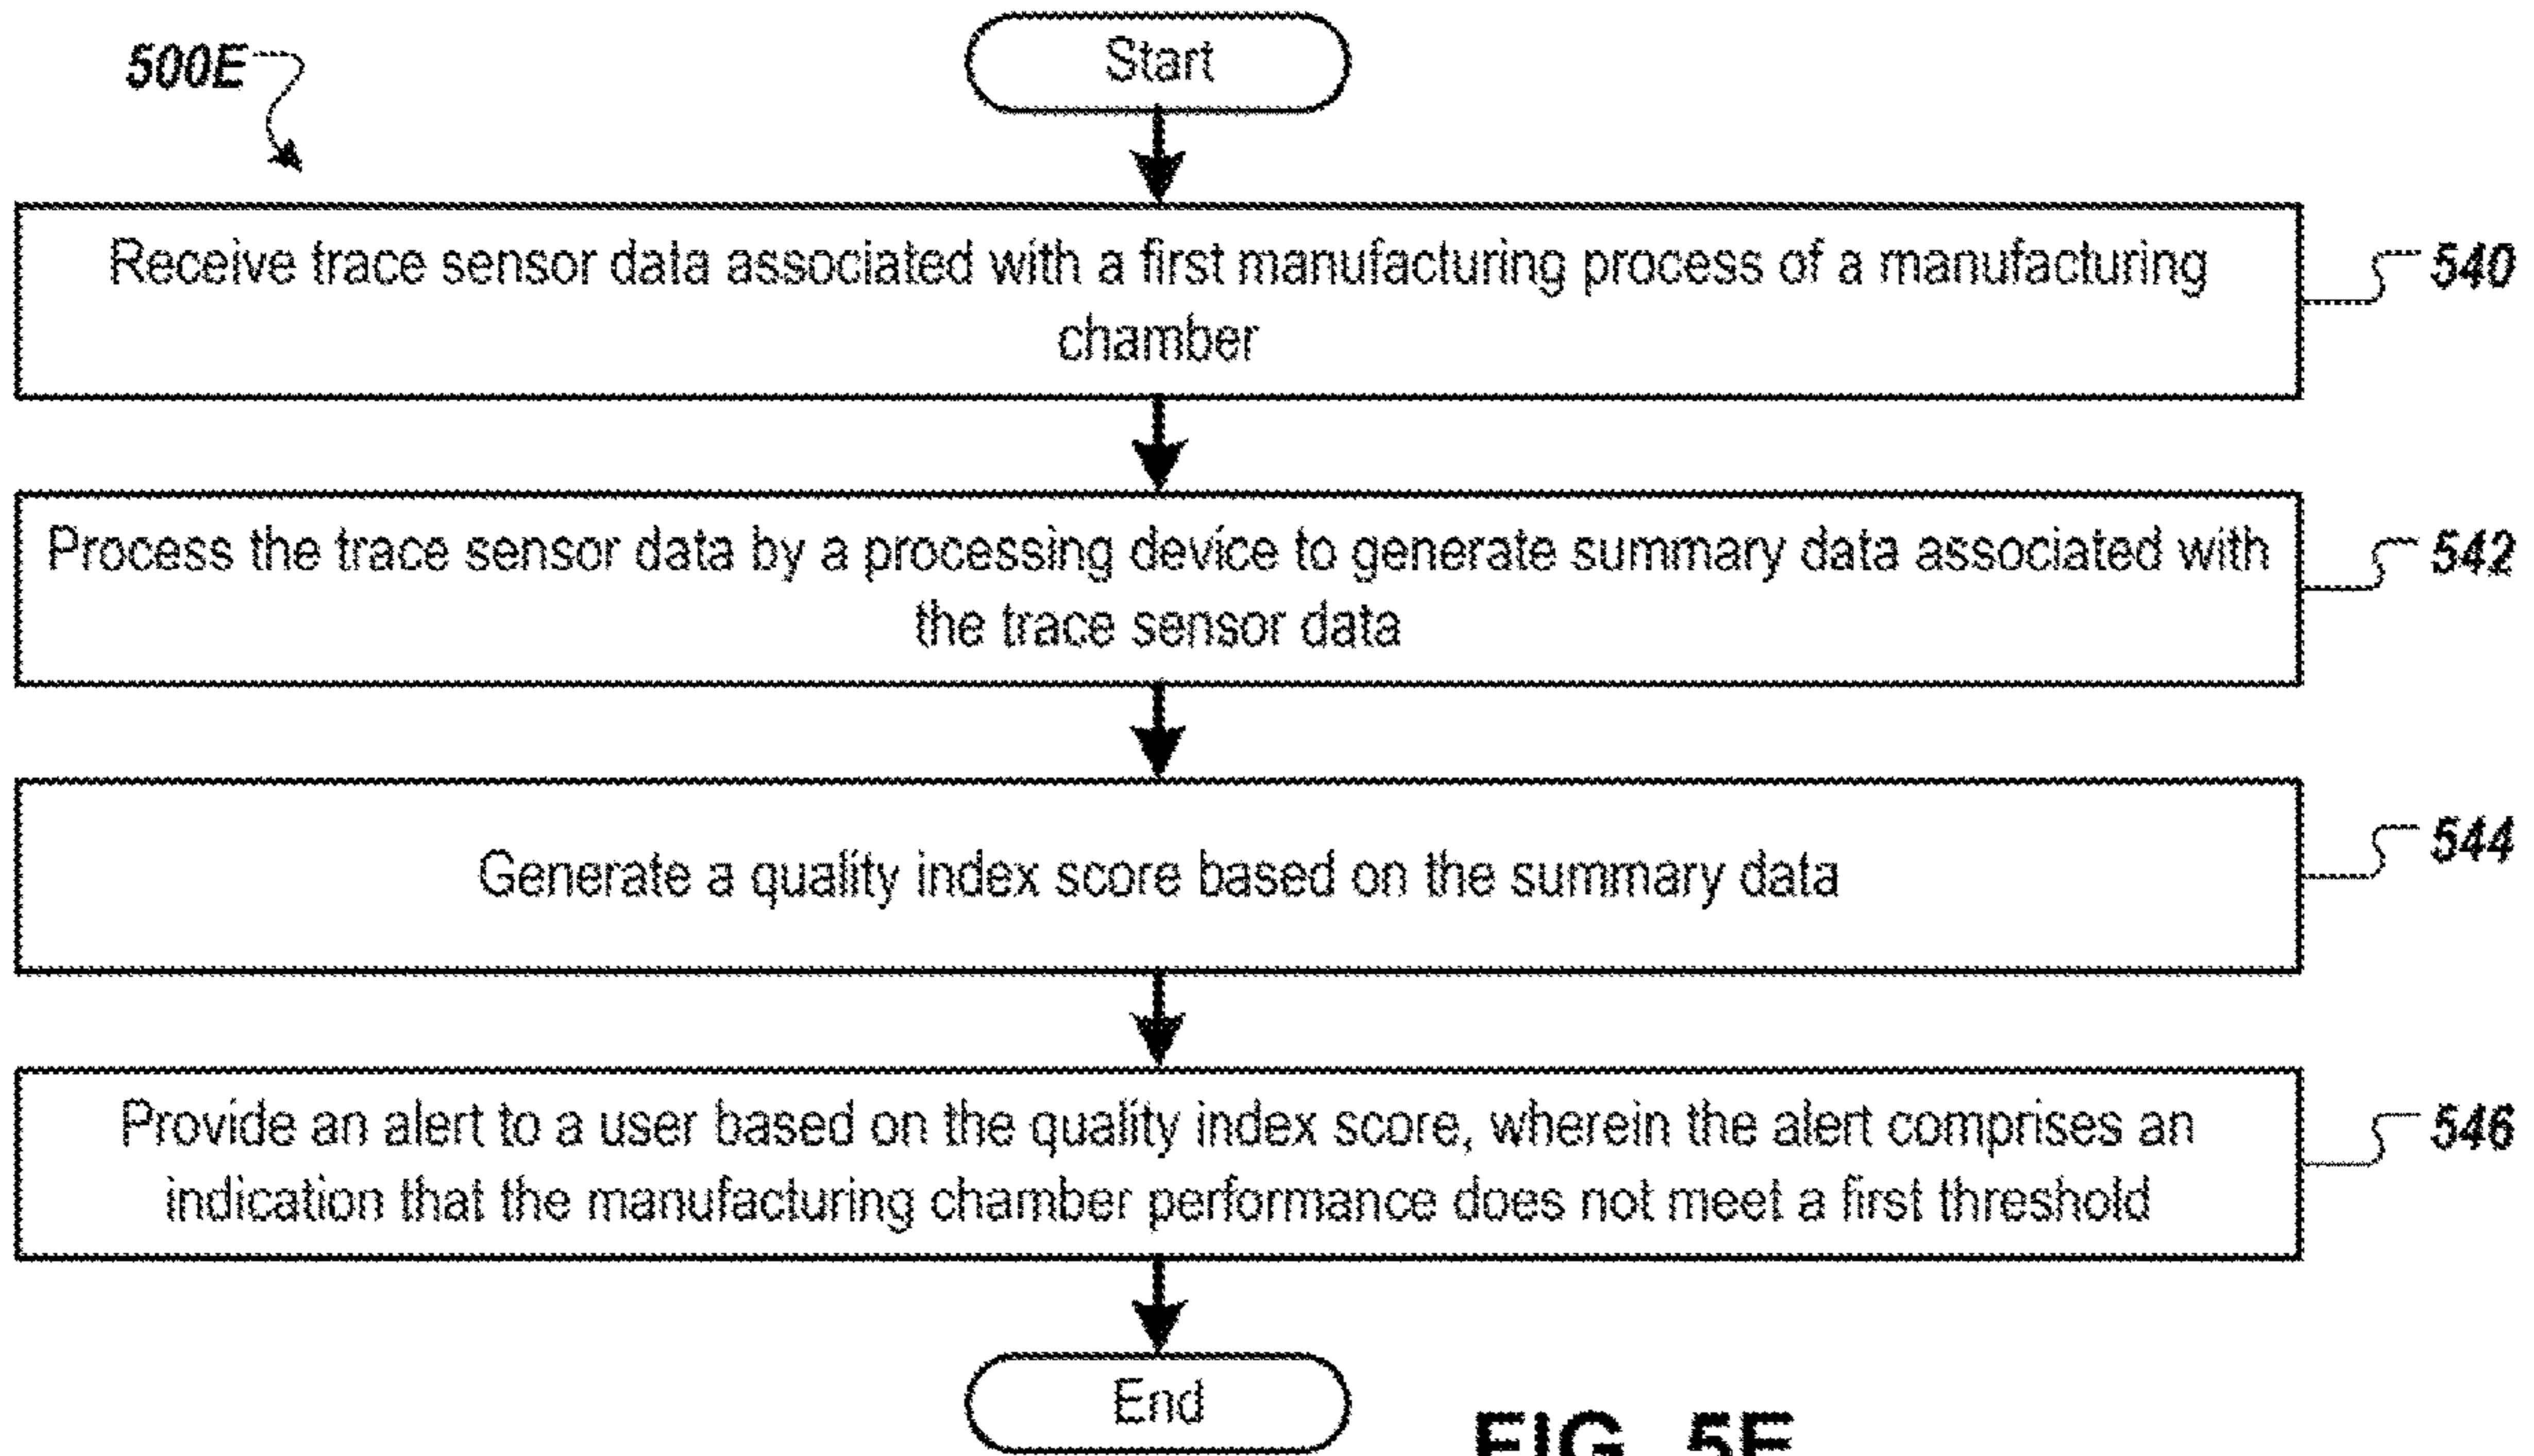 500E
Start
Receive trace sensor data associated with a first manufacturing process of a manufacturing
chamber
540
Process the trace sensor data by a processing device to generate summary data associated with
the trace sensor data
542
Generate a quality index score based on the summary data
544
Provide an alert to a user based on the quality index score, wherein the alert comprises an
indication that the manufacturing chamber performance does not meet a first threshold
546
End
FIG. 5E